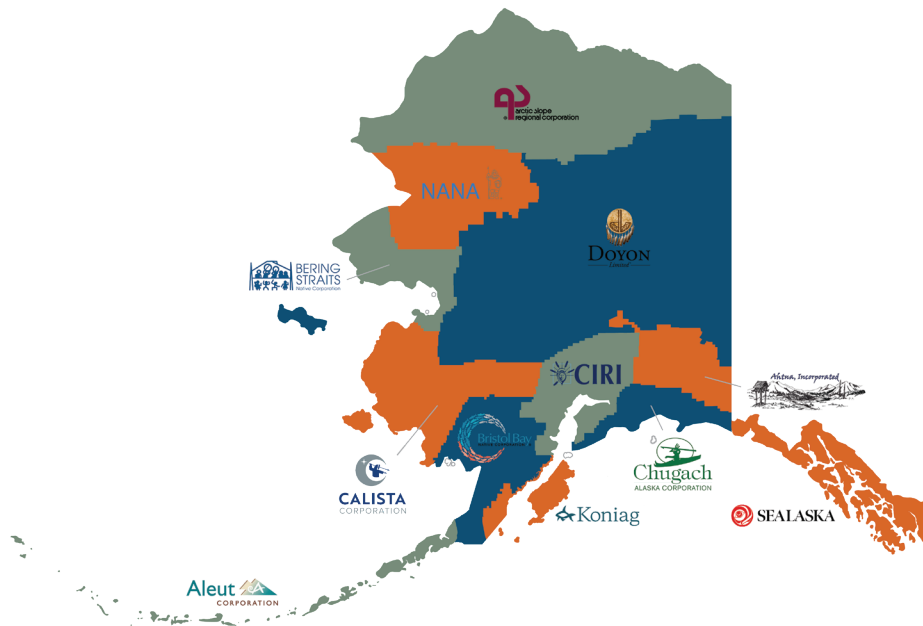 arctic slope
regional corporation
NANA
DOYON
Limited
BERING
STRAITS
Native Corporation
CIRI
Ahtna, Incorporated
Bristol Bay
Chugach
ALASKA CORPORATION
CALISTA
CORPORATION
Koniag
SEALASKA
Aleut
CORPORATION